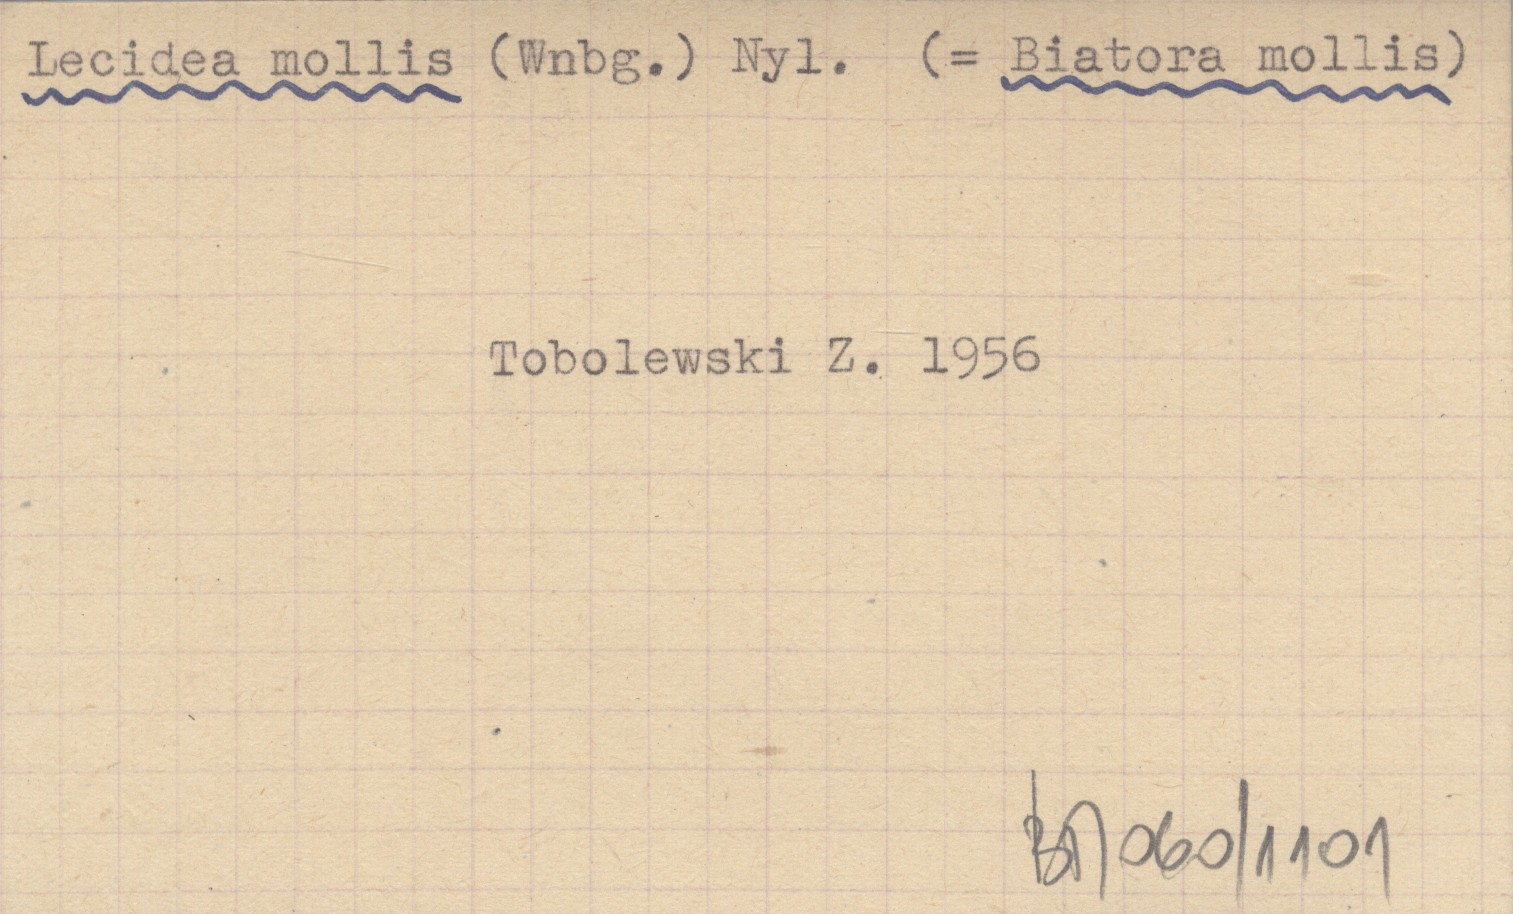 Lecidea mollis (Wnbg.) Nyl. (= Biatora mollis)
Tobolewski Z. 1956
060/1101